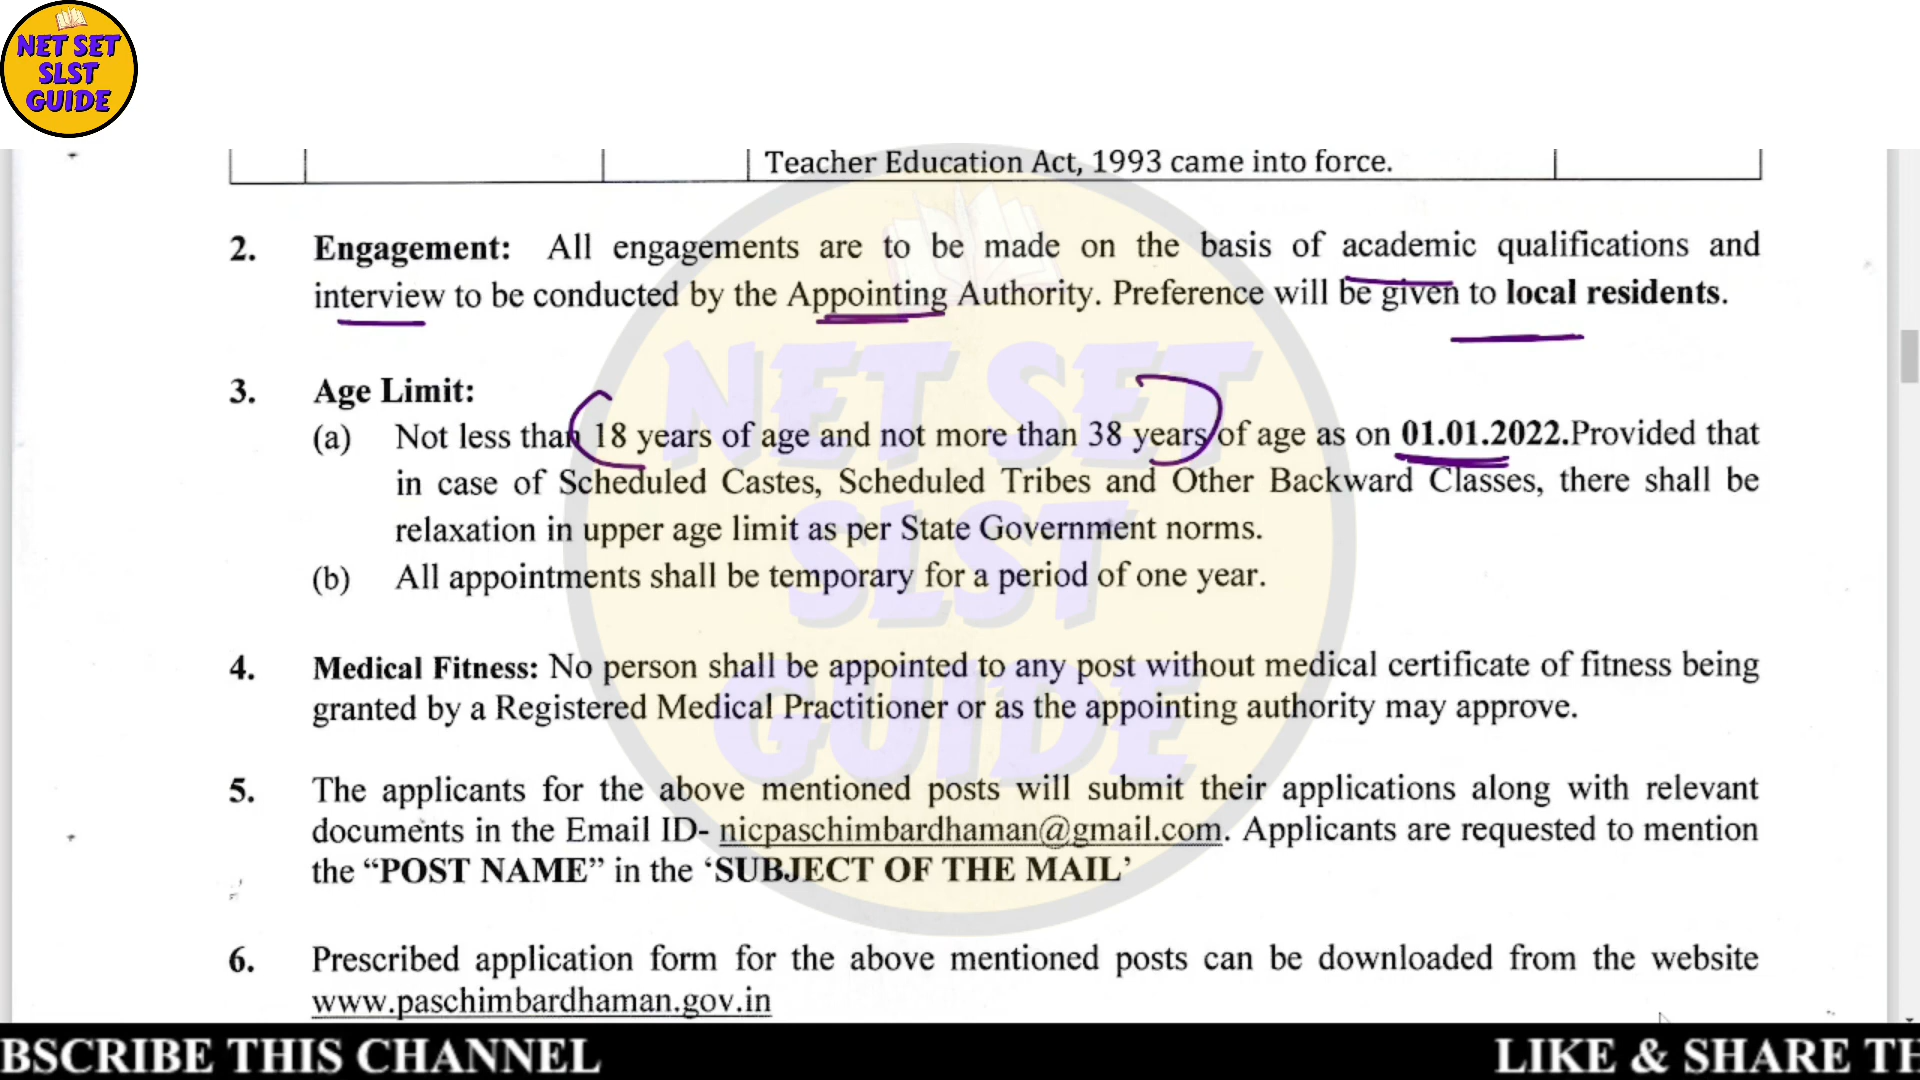 NET SET
SLST
GUIDE
Teacher Education Act, 1993 came into force.
2. Engagement: All engagements are to be made on the basis of academic qualifications and
interview to be conducted by the Appointing Authority. Preference will be given to local residents.
3. Age Limit:
(a) Not less than 18 years of age and not more than 38 years of age as on 01.01.2022.Provided that
in case of Scheduled Castes, Scheduled Tribes and Other Backward Classes, there shall be
relaxation in upper age limit as per State Government norms.
(b) All appointments shall be temporary for a period of one year.
4. Medical Fitness: No person shall be appointed to any post without medical certificate of fitness being
granted by a Registered Medical Practitioner or as the appointing authority may approve.
5. The applicants for the above mentioned posts will submit their applications along with relevant
documents in the Email ID- nicpaschimbardhaman@gmail.com. Applicants are requested to mention
the “POST NAME” in the ‘SUBJECT OF THE MAIL’
6. Prescribed application form for the above mentioned posts can be downloaded from the website
www.paschimbardhaman.gov.in
NET SET
SLST
GUIDE
BSCRIBE THIS CHANNEL LIKE & SHARE TH